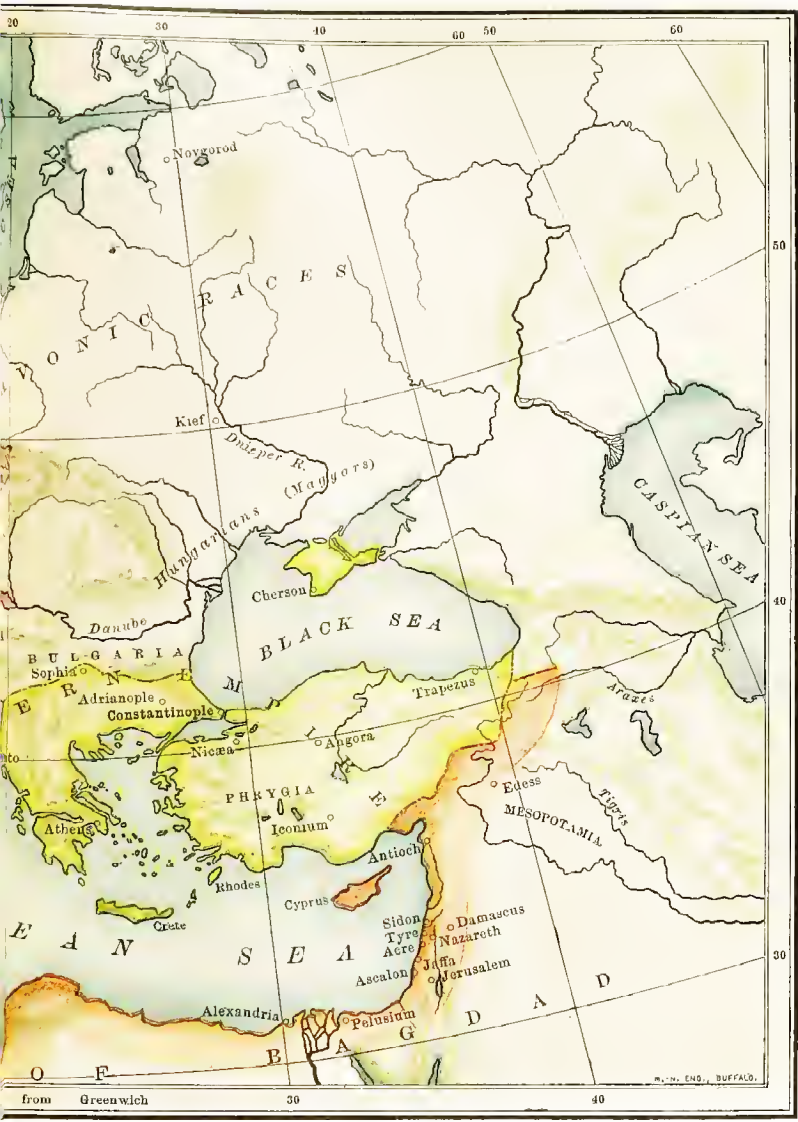 20 30 40 60 50 60
Novgorod
50
R A C E S
V O N I C
Kief
Dnieper R.
(Magyars)
Hungarians
CASPIAN SEA
Cherson
40
Danube
BLACK SEA
BULGARIA
Sophia
E R N E M P I R E
Adrianople
Trapezus
Araxes
Constantinople
Angora
Nicæa
to
Edess
Tigris
PHRYGIA
MESOPOTAMIA
Athens
Iconium
Antioch
Rhodes
Cyprus
Crete
Sidon
Damascus
Tyre
Nazareth
Acre
E A N S E A
Jaffa
Ascalon
Jerusalem
30
Alexandria
Pelusium
O F B A G D A D
M.-N. ENG., BUFFALO.
from Greenwich 30 40